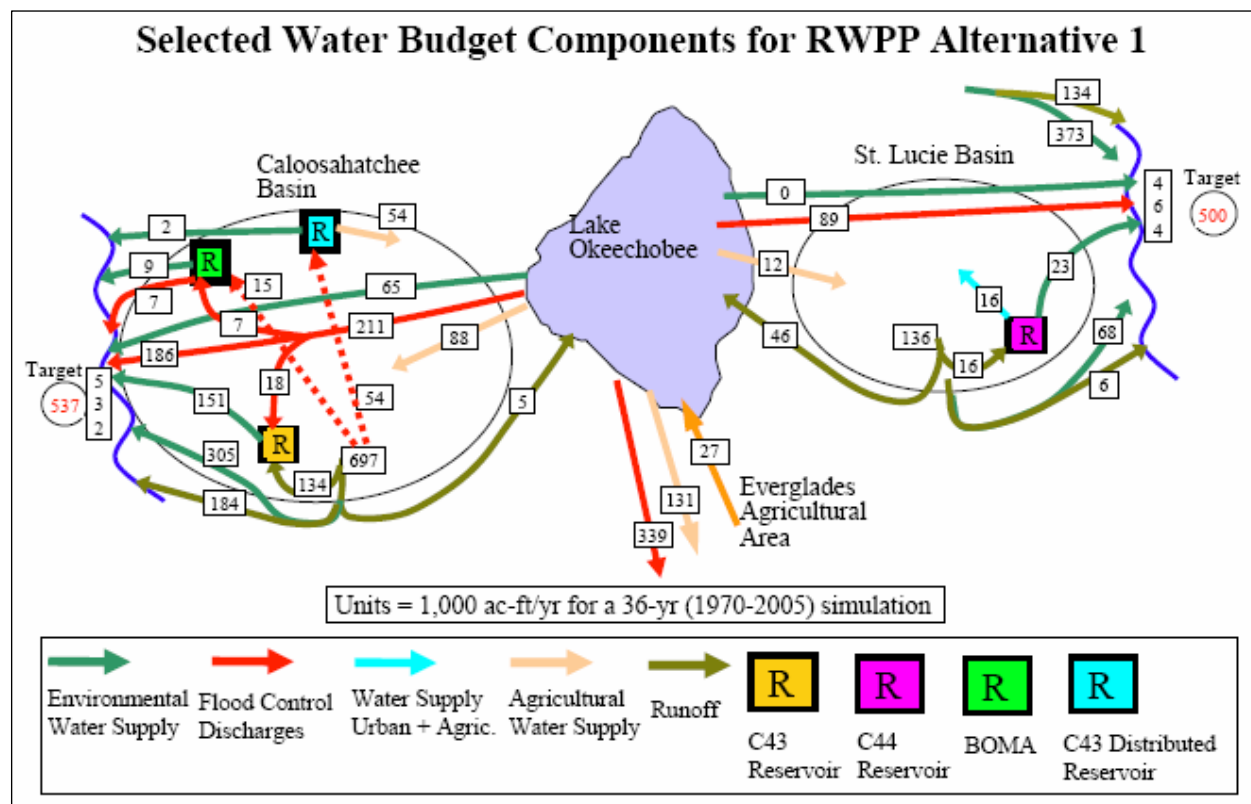 Selected Water Budget Components for RWPP Alternative 1
134
373
Caloosahatchee
Basin
St. Lucie Basin
Target
500
4
6
4
0
89
Lake
Okeechobee
12
23
16
R
16
136
46
68
6
2
R
54
9
R
15
65
7
7
211
186
88
18
54
5
Target
537
5
3
2
151
R
305
134
697
184
27
131
339
Everglades
Agricultural
Area
Units = 1,000 ac-ft/yr for a 36-yr (1970-2005) simulation
Environmental
Water Supply
Flood Control
Discharges
Water Supply
Urban + Agric.
Agricultural
Water Supply
Runoff
R
C43
Reservoir
R
C44
Reservoir
R
BOMA
R
C43 Distributed
Reservoir